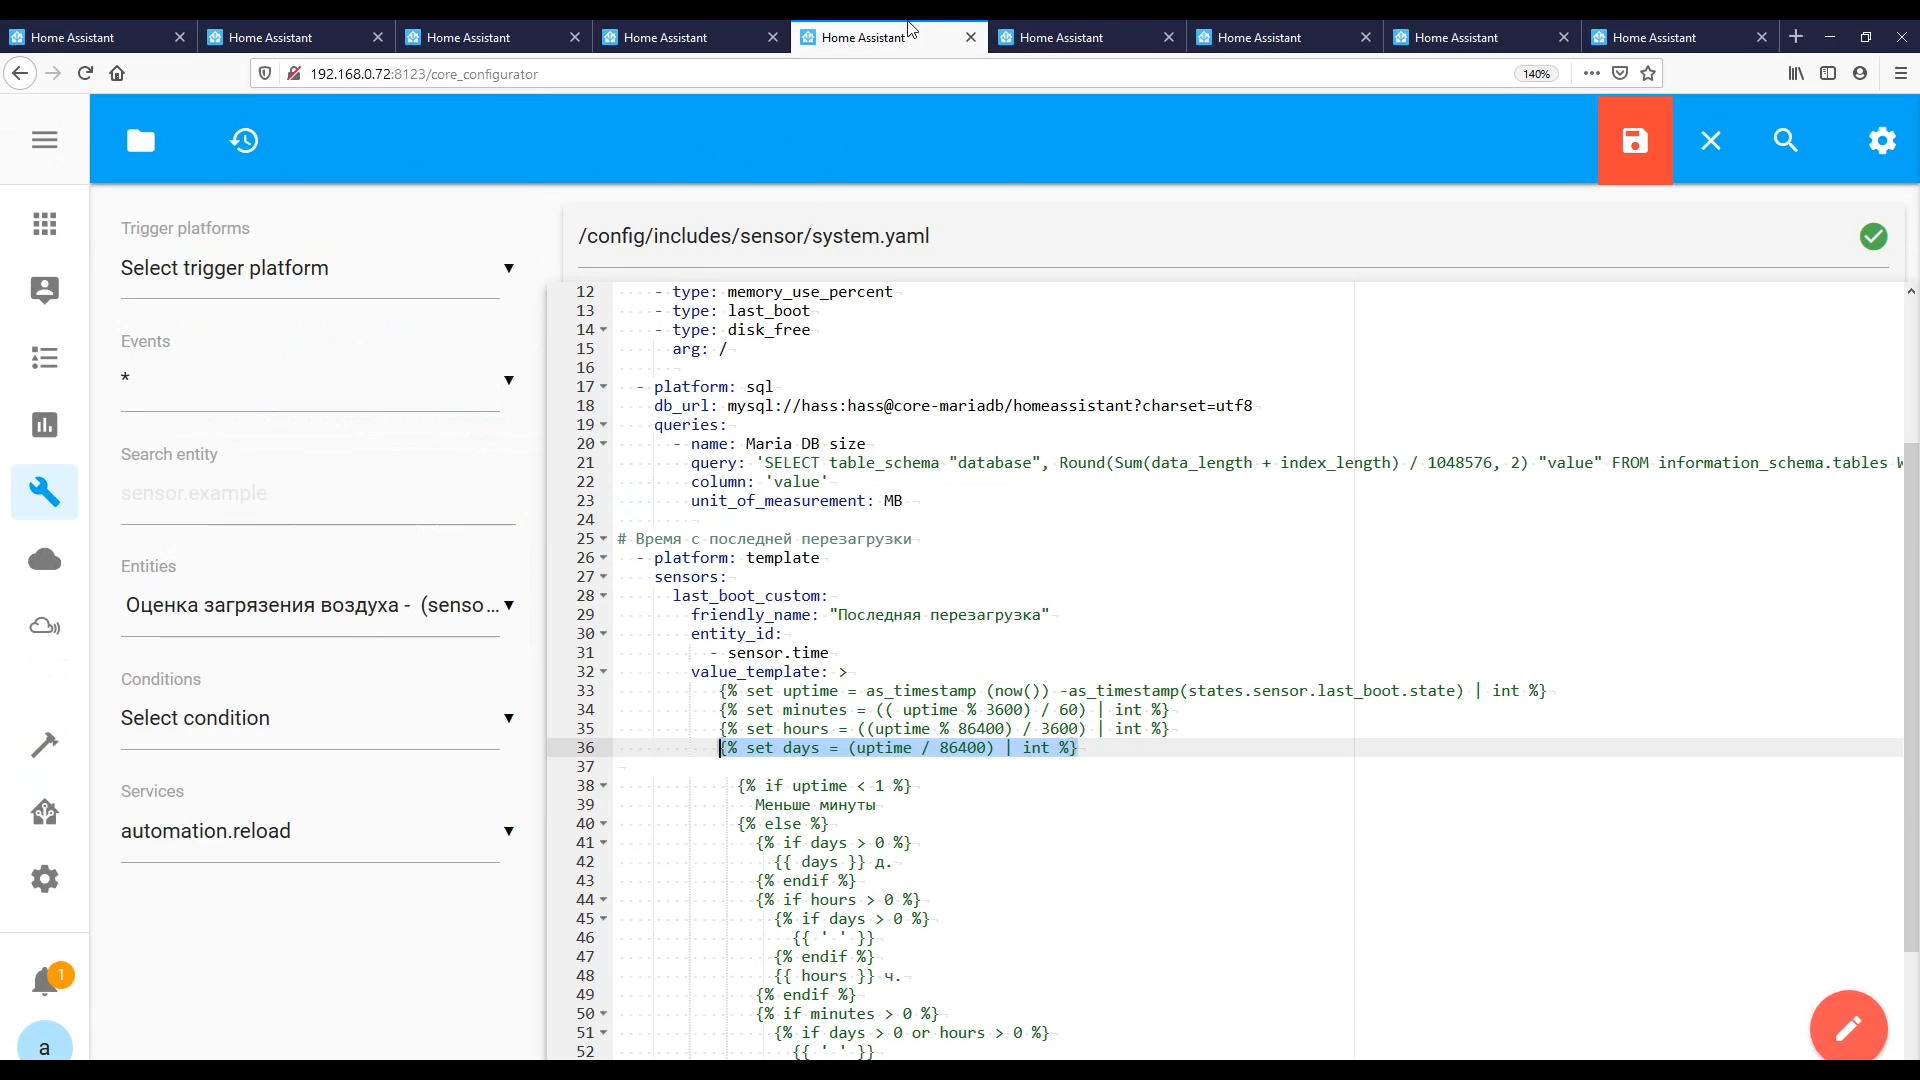 Home Assistant
Home Assistant
Home Assistant
Home Assistant
Home Assistant
Home Assistant
Home Assistant
Home Assistant
Home Assistant
192.168.0.72:8123/core_configurator
140%
Trigger platforms
Select trigger platform
Events
*
Search entity
sensor.example
Entities
Оценка загрязения воздуха - (senso...
Conditions
Select condition
Services
automation.reload
1
a
/config/includes/sensor/system.yaml
12 - type: memory_use_percent
13 - type: last_boot
14 - type: disk_free
15 arg: /
16
17 - platform: sql
18 db_url: mysql://hass:hass@core-mariadb/homeassistant?charset=utf8
19 queries:
20 - name: Maria DB size
21 query: 'SELECT table_schema "database", Round(Sum(data_length + index_length) / 1048576, 2) "value" FROM information_schema.tables W
22 column: 'value'
23 unit_of_measurement: MB
24
25 # Время с последней перезагрузки
26 - platform: template
27 sensors:
28 last_boot_custom:
29 friendly_name: "Последняя перезагрузка"
30 entity_id:
31 - sensor.time
32 value_template: >
33 {% set uptime = as_timestamp (now()) -as_timestamp(states.sensor.last_boot.state) | int %}
34 {% set minutes = (( uptime % 3600) / 60) | int %}
35 {% set hours = ((uptime % 86400) / 3600) | int %}
36 {% set days = (uptime / 86400) | int %}
37
38 {% if uptime < 1 %}
39 Меньше минуты
40 {% else %}
41 {% if days > 0 %}
42 {{ days }} д.
43 {% endif %}
44 {% if hours > 0 %}
45 {% if days > 0 %}
46 {{ ' ' }}
47 {% endif %}
48 {{ hours }} ч.
49 {% endif %}
50 {% if minutes > 0 %}
51 {% if days > 0 or hours > 0 %}
52 {{ ' ' }}